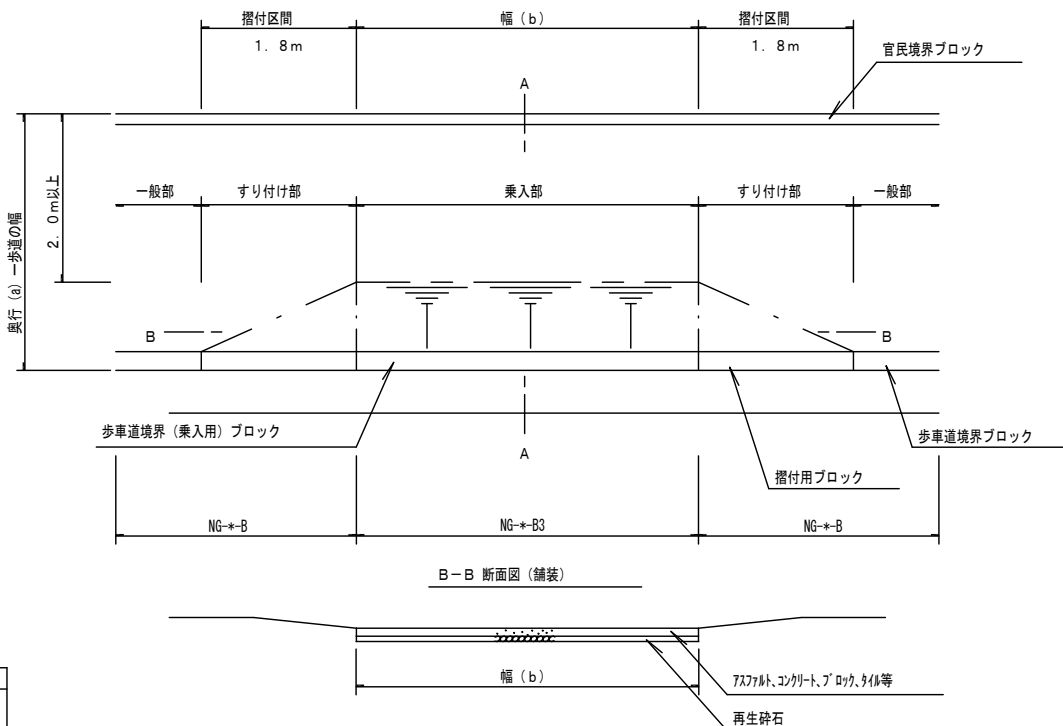 摺付区間
幅（ｂ）
摺付区間
１．８ｍ
１．８ｍ
官民境界ブロック
Ａ
一般部
すり付け部
乗入部
すり付け部
一般部
２．０ｍ以上
奥行（a）－歩道の幅
Ｂ
Ｂ
歩車道境界（乗入用）ブロック
歩車道境界ブロック
Ａ
摺付用ブロック
NG-*-B
NG-*-B3
NG-*-B
Ｂ－Ｂ 断面図（舗装）
幅（ｂ）
ｱｽﾌｧﾙﾄ、ｺﾝｸﾘｰﾄ、ﾌﾞﾛｯｸ、ﾀｲﾙ等
再生砕石